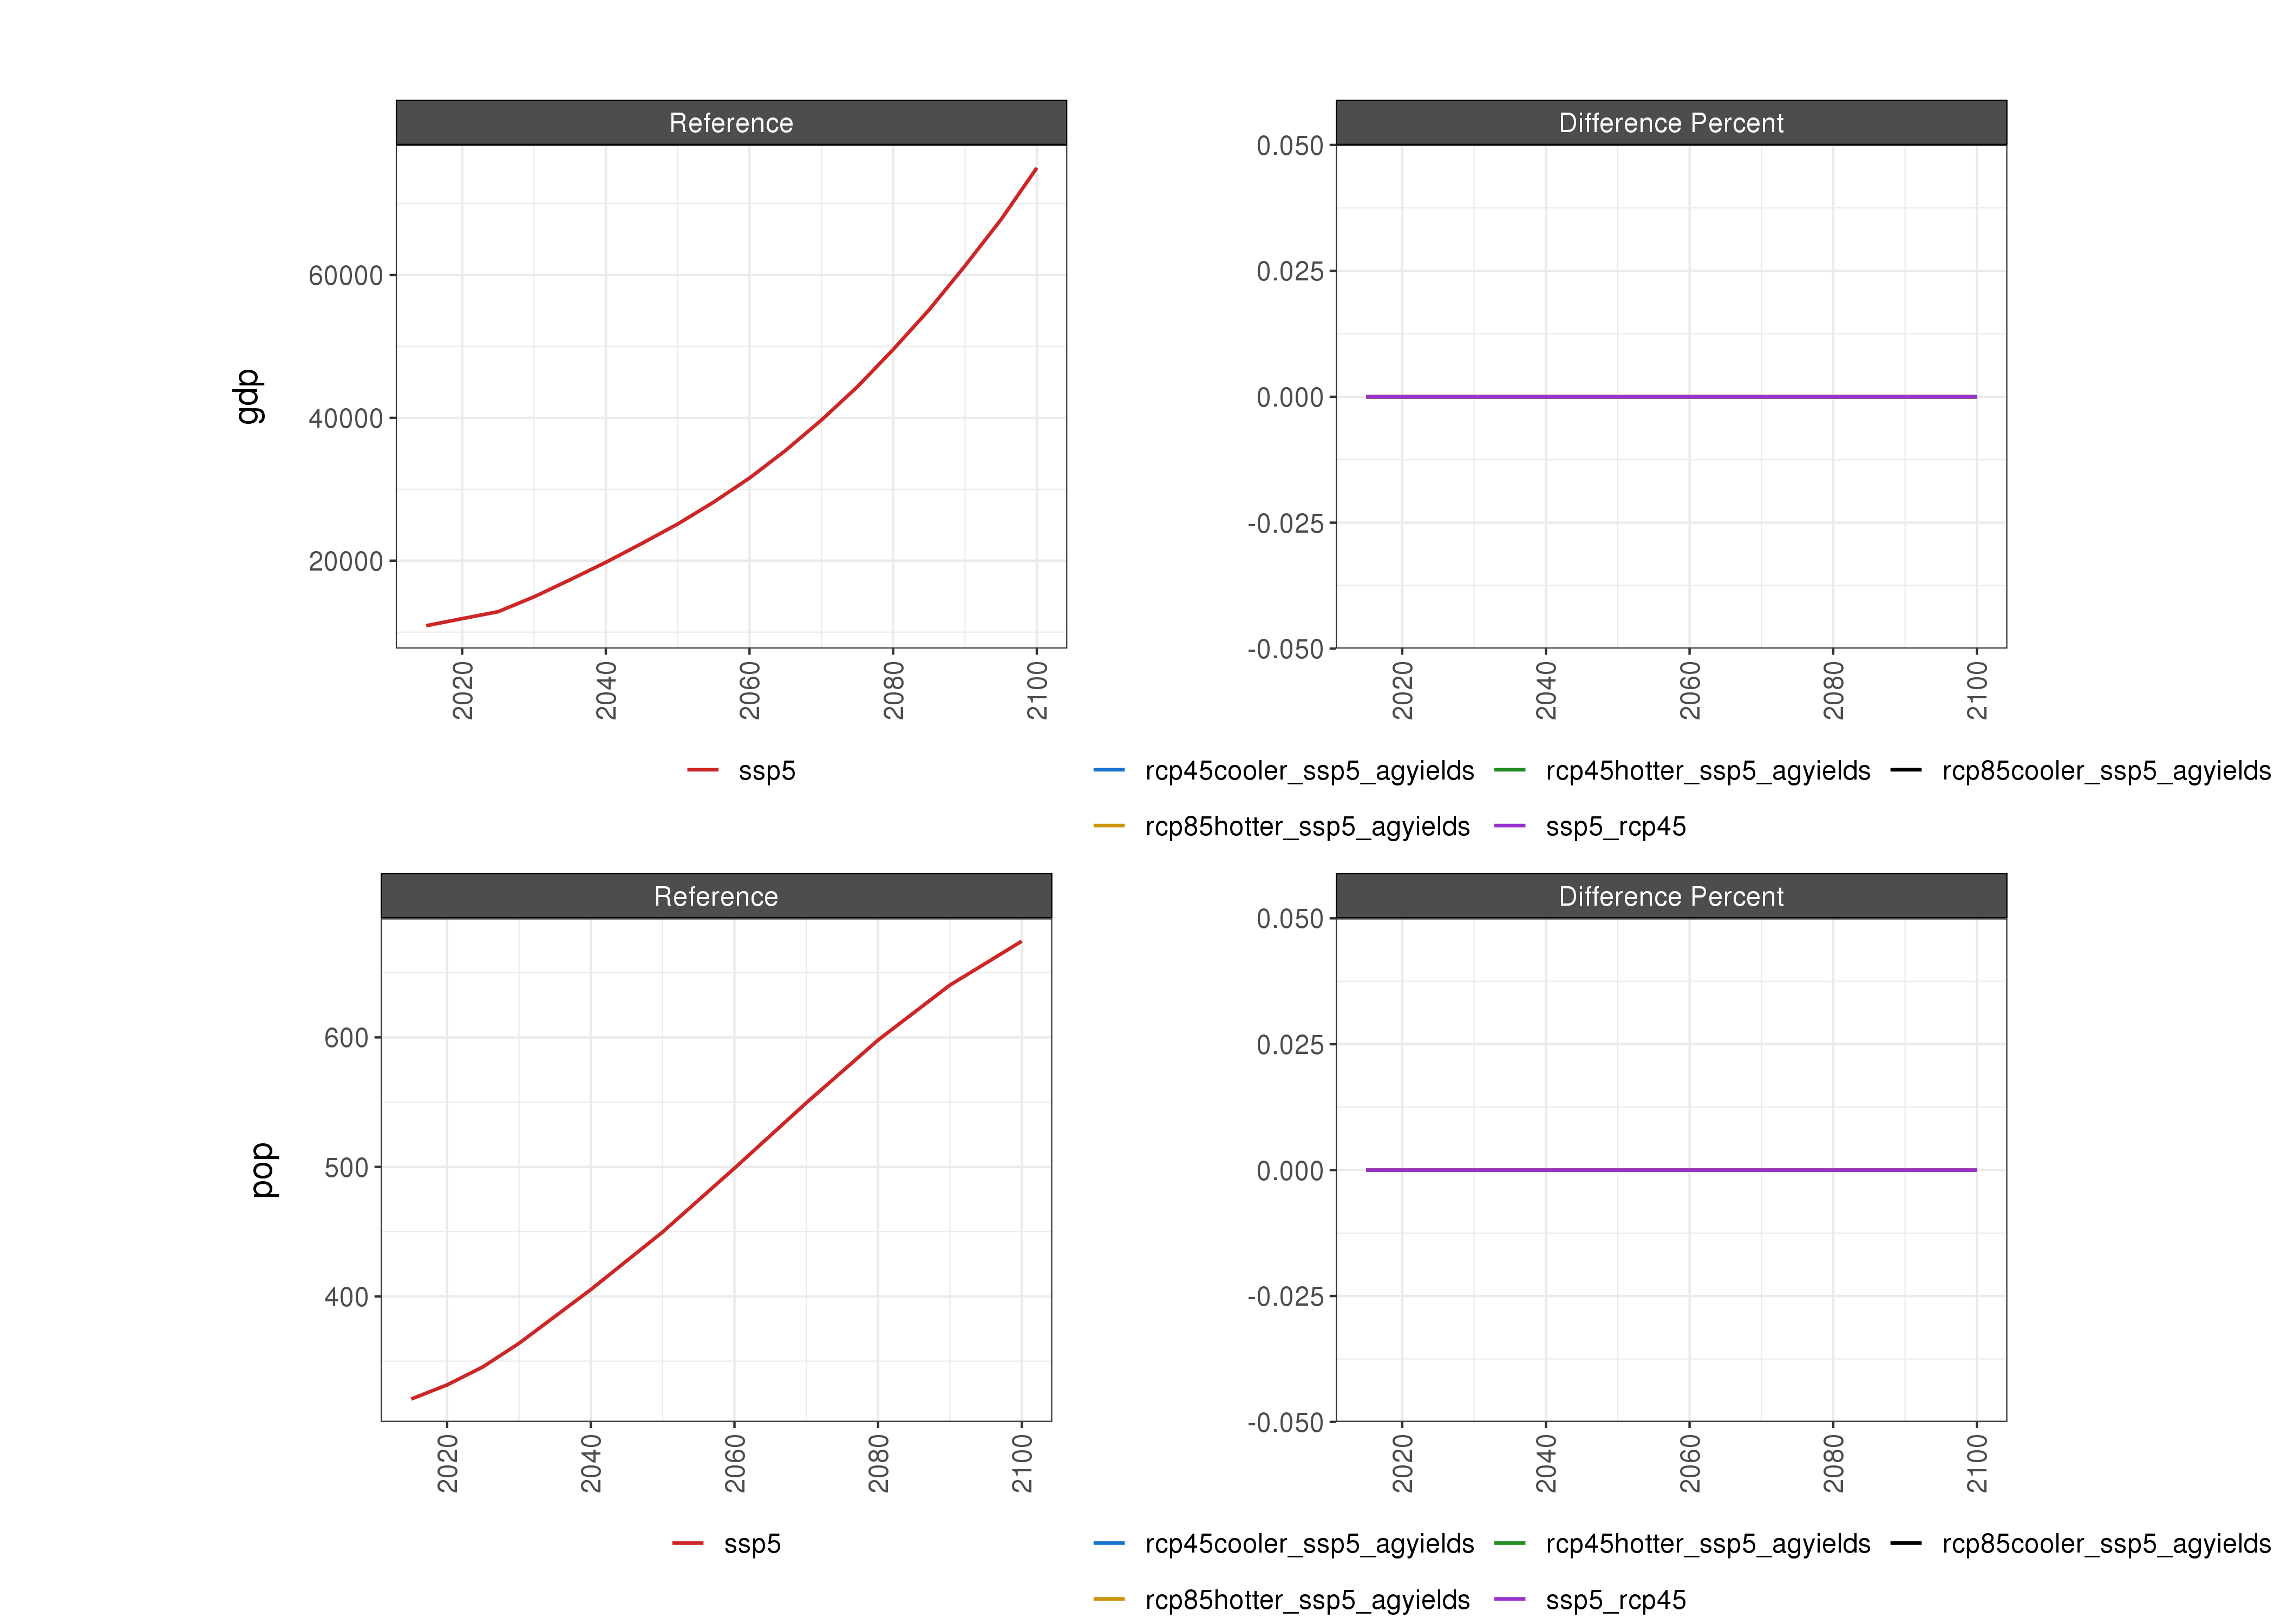 Reference
Difference Percent
gdp
60000
40000
20000
0.050
0.025
0.000
-0.025
-0.050
2020 2040 2060 2080 2100
2020 2040 2060 2080 2100
ssp5
rcp45cooler_ssp5_agyields rcp45hotter_ssp5_agyields rcp85cooler_ssp5_agyields
rcp85hotter_ssp5_agyields ssp5_rcp45
Reference
Difference Percent
pop
600
500
400
0.050
0.025
0.000
-0.025
-0.050
2020 2040 2060 2080 2100
2020 2040 2060 2080 2100
ssp5
rcp45cooler_ssp5_agyields rcp45hotter_ssp5_agyields rcp85cooler_ssp5_agyields
rcp85hotter_ssp5_agyields ssp5_rcp45